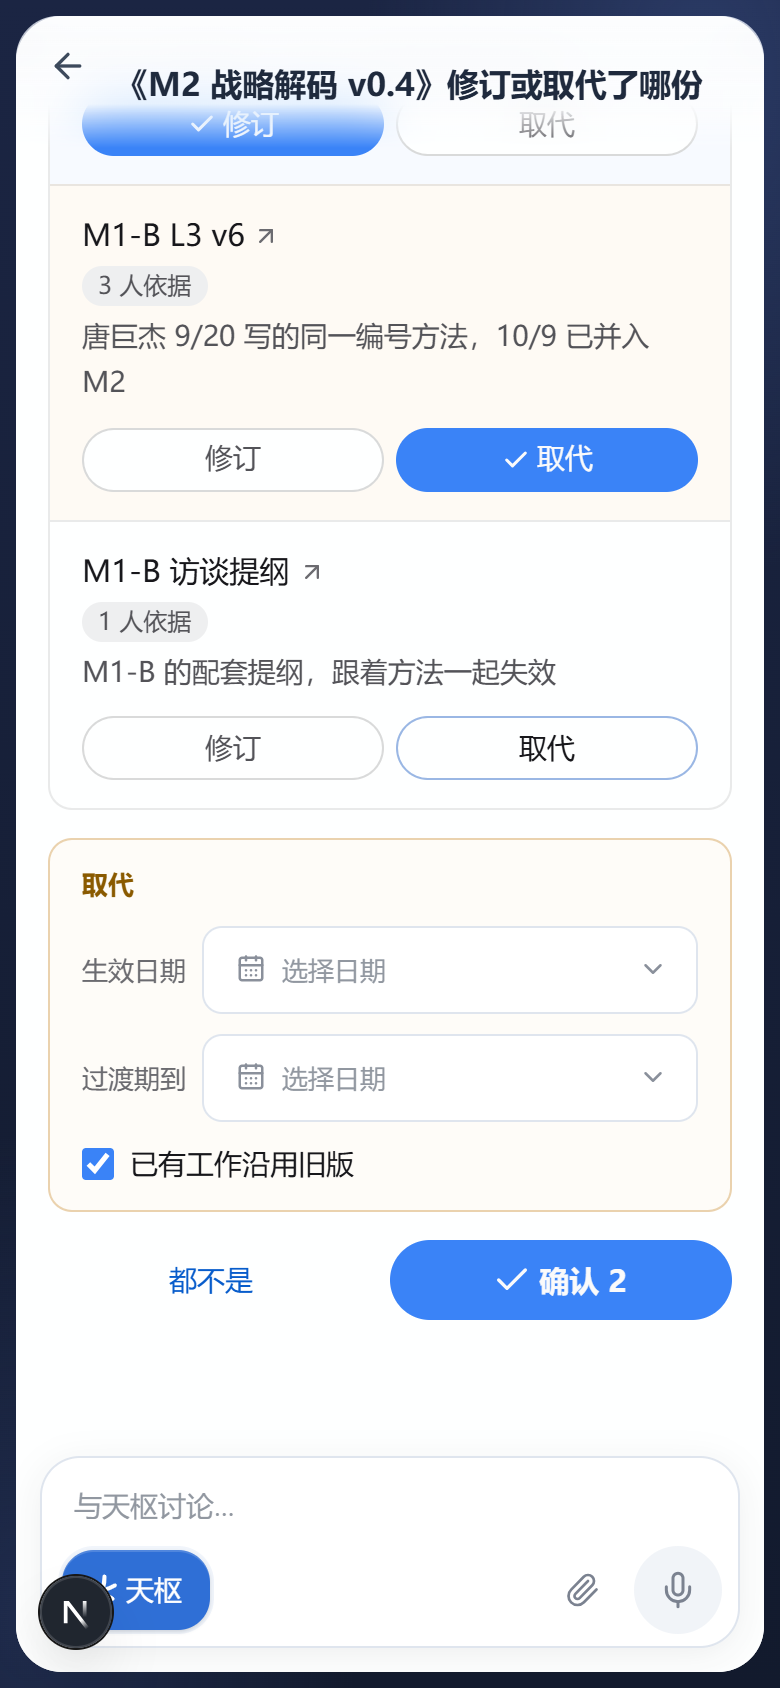 《M2 战略解码 v0.4》修订或取代了哪份
修订
取代
M1-B L3 v6
3 人依据
唐巨杰 9/20 写的同一编号方法，10/9 已并入
M2
修订
取代
M1-B 访谈提纲
1 人依据
M1-B 的配套提纲，跟着方法一起失效
修订
取代
取代
生效日期
选择日期
过渡期到
选择日期
已有工作沿用旧版
都不是
确认 2
与天枢讨论...
天枢
N